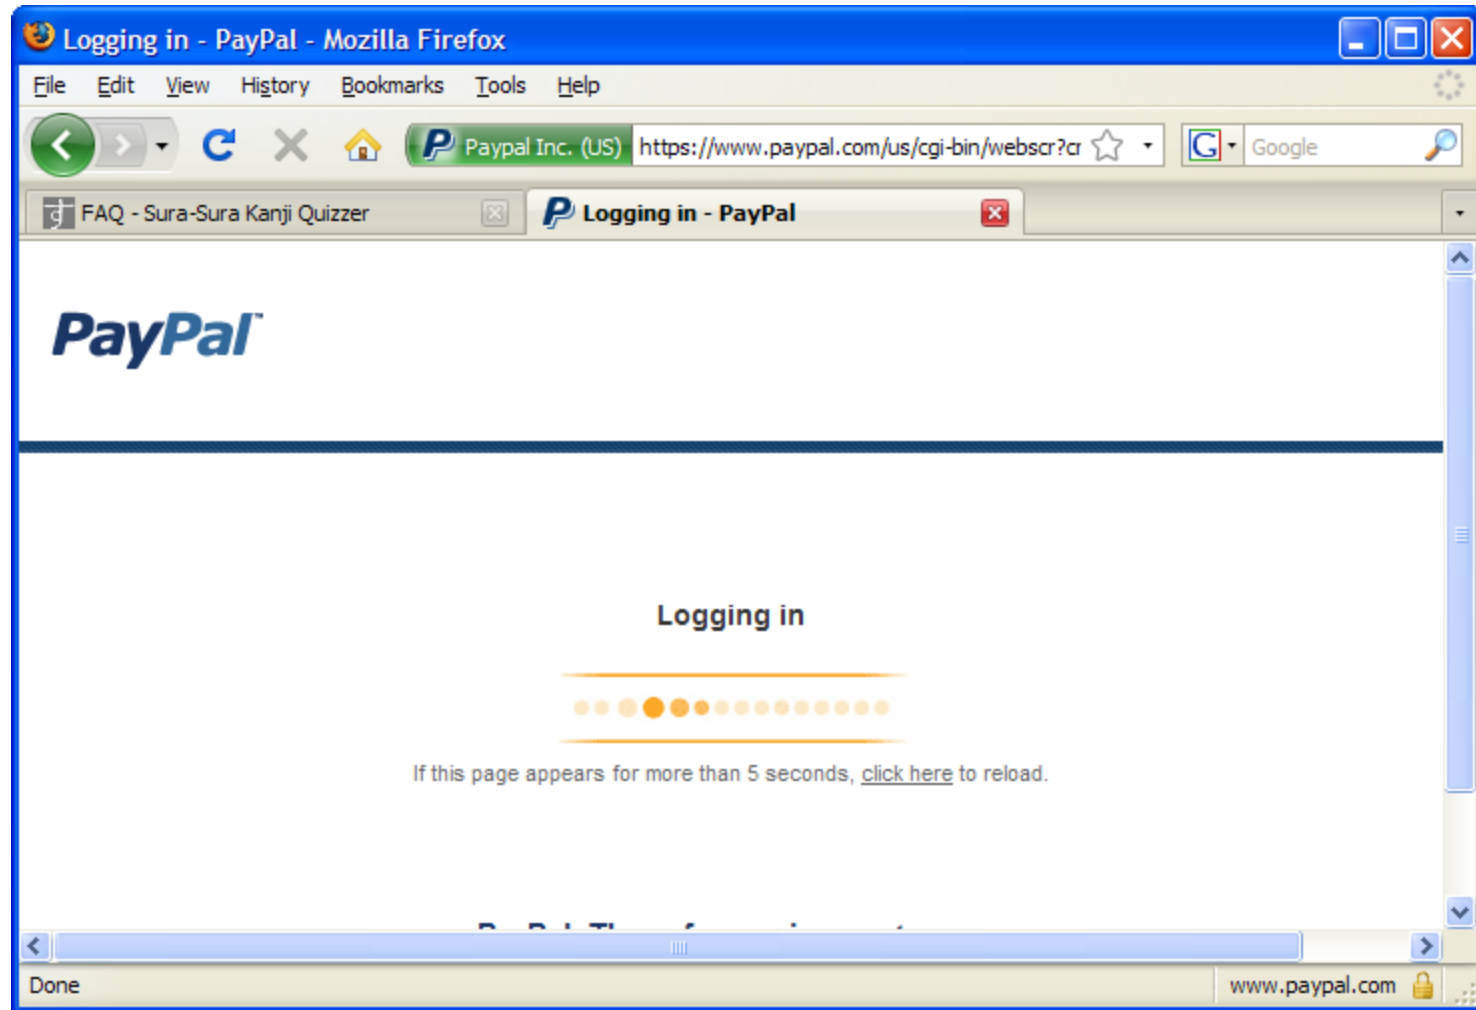 Logging in - PayPal - Mozilla Firefox
File Edit View History Bookmarks Tools Help
Paypal Inc. (US) https://www.paypal.com/us/cgi-bin/webscr?cr G Google
FAQ - Sura-Sura Kanji Quizzer Logging in - PayPal
PayPal™
Logging in
If this page appears for more than 5 seconds, click here to reload.
Done www.paypal.com